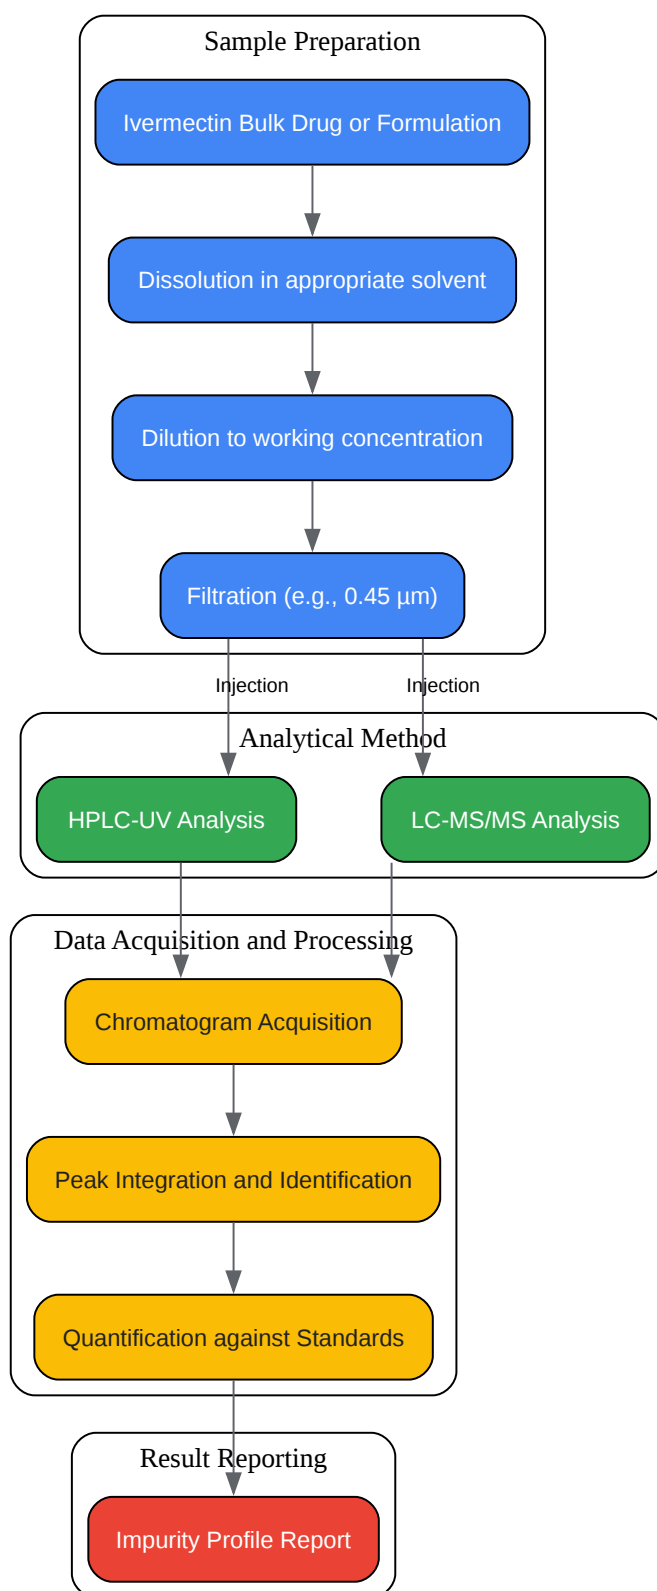 Sample Preparation
Ivermectin Bulk Drug or Formulation
Dissolution in appropriate solvent
Dilution to working concentration
Filtration (e.g., 0.45 µm)
Injection
Injection
Analytical Method
HPLC-UV Analysis
LC-MS/MS Analysis
Data Acquisition and Processing
Chromatogram Acquisition
Peak Integration and Identification
Quantification against Standards
Result Reporting
Impurity Profile Report